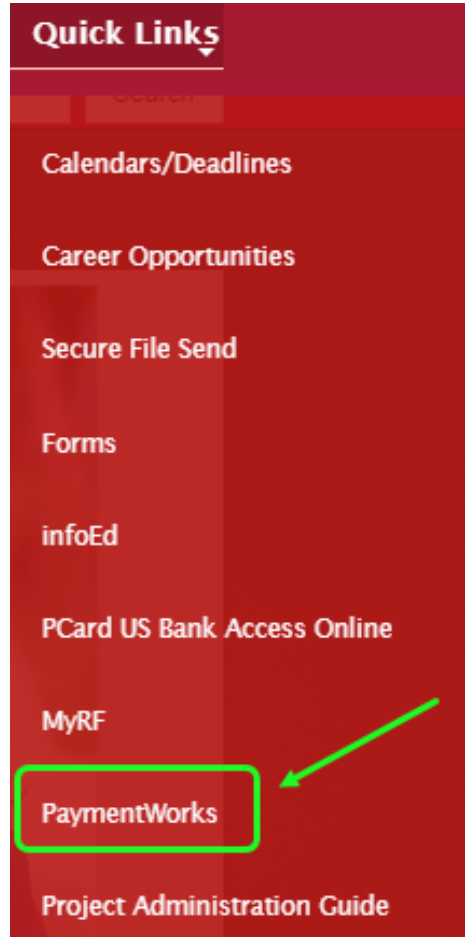 Quick Links
Search
Calendars/Deadlines
Career Opportunities
Secure File Send
Forms
infoEd
PCard US Bank Access Online
MyRF
PaymentWorks
Project Administration Guide